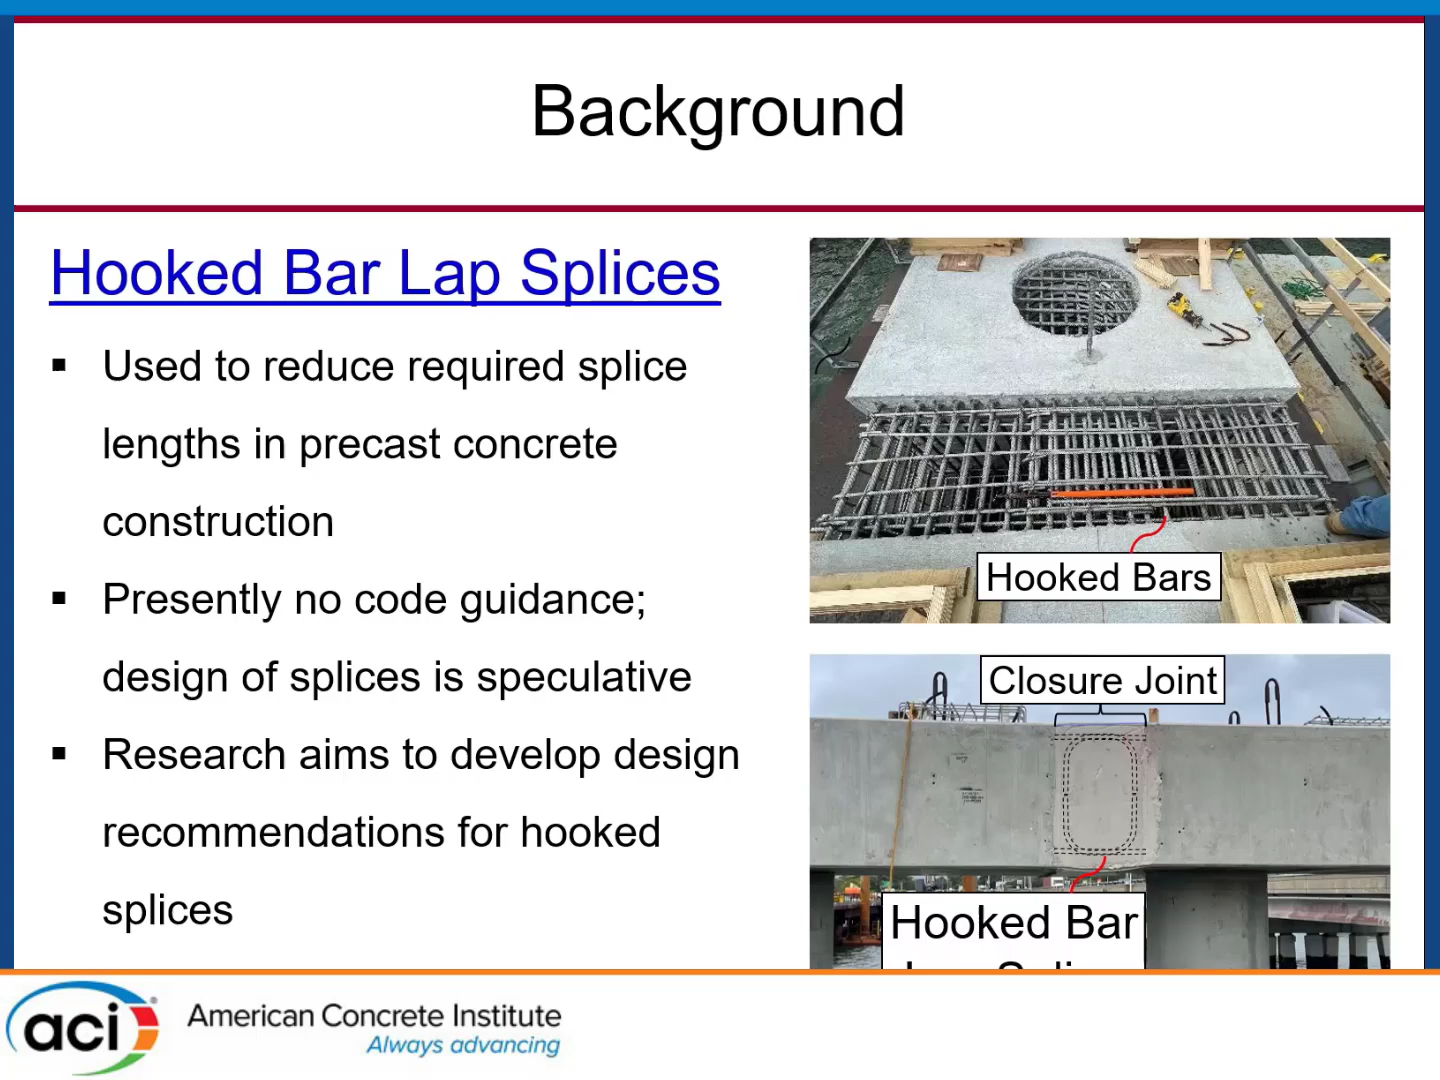 Background
Hooked Bar Lap Splices
▪ Used to reduce required splice
lengths in precast concrete
construction
▪ Presently no code guidance;
design of splices is speculative
▪ Research aims to develop design
recommendations for hooked
splices
Hooked Bars
Closure Joint
Hooked Bar
aci
American Concrete Institute
Always advancing